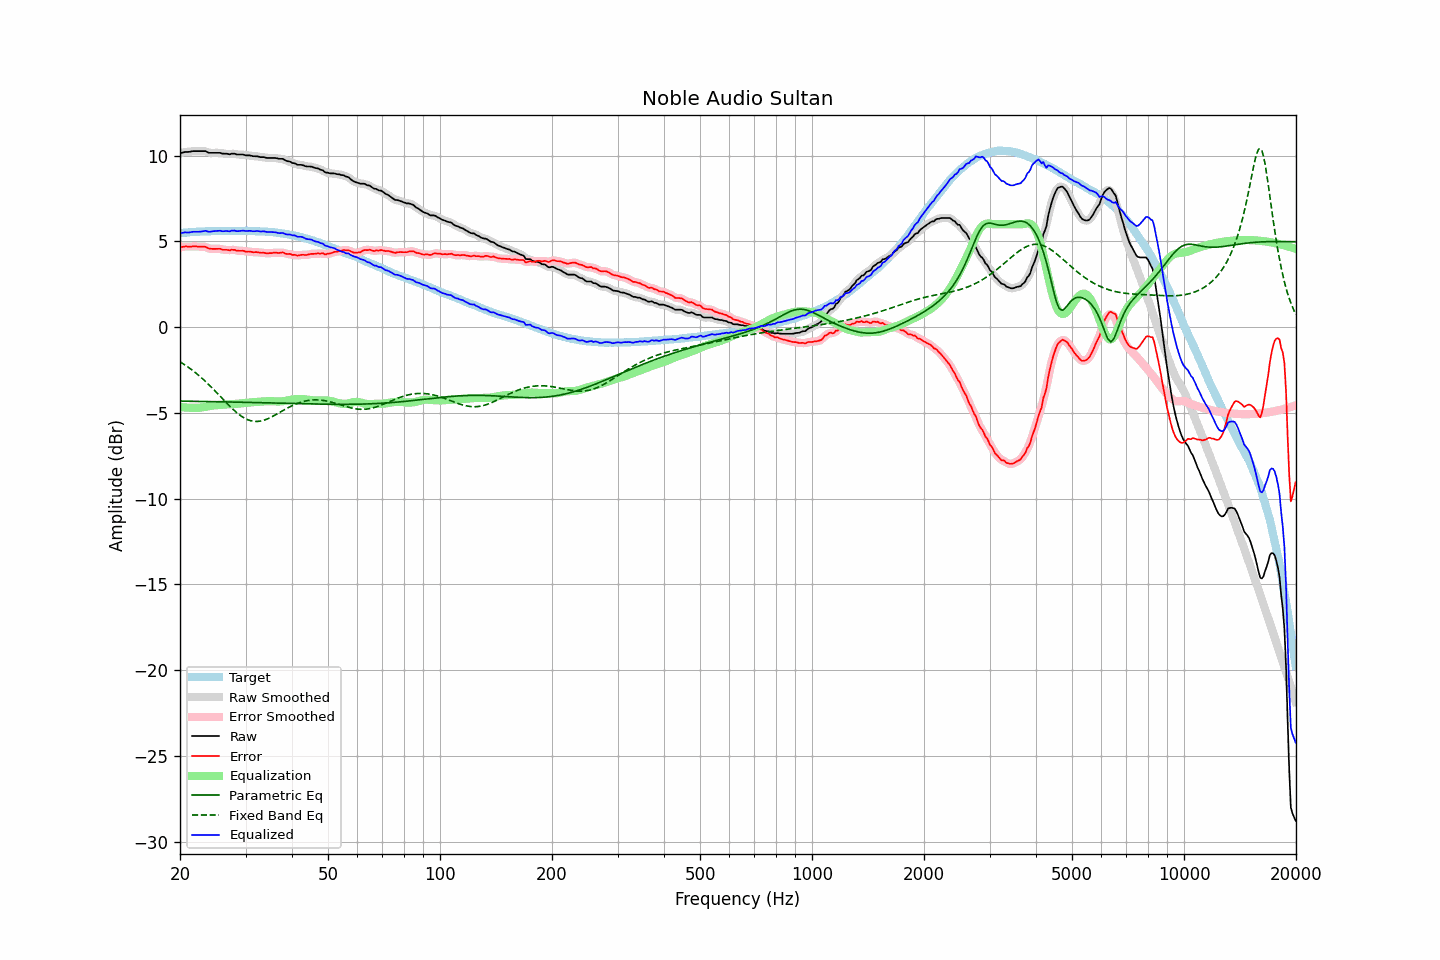 Noble Audio Sultan
Amplitude (dBr)
10
5
0
−5
−10
−15
−20
−25
−30
Target
Raw Smoothed
Error Smoothed
Raw
Error
Equalization
Parametric Eq
Fixed Band Eq
Equalized
20 50 100 200 500 1000 2000 5000 10000 20000
Frequency (Hz)